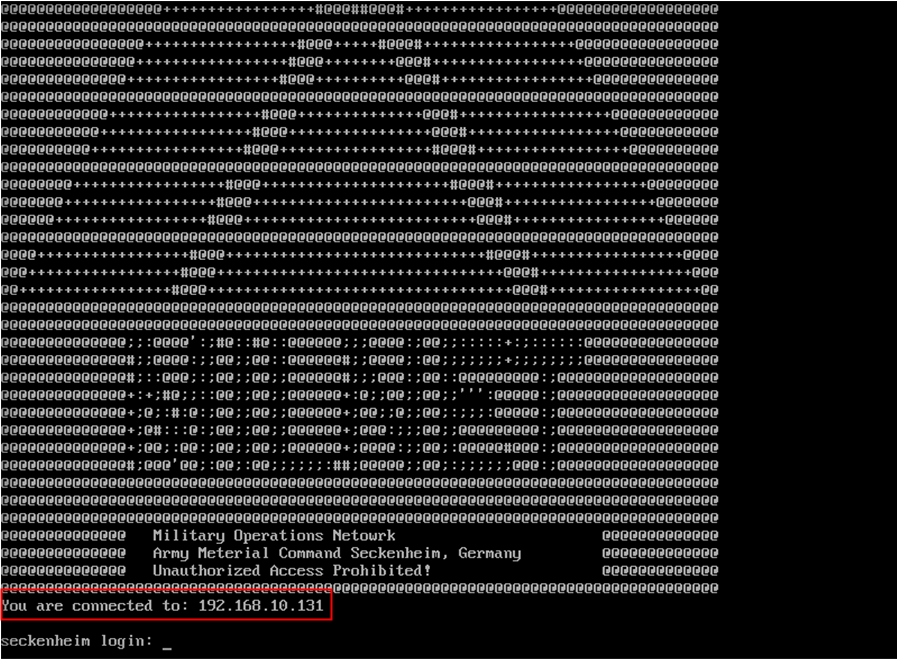 Military Operations Netowrk
Army Meterial Command Seckenheim, Germany
Unauthorized Access Prohibited!
You are connected to: 192.168.10.131
seckenheim login: _